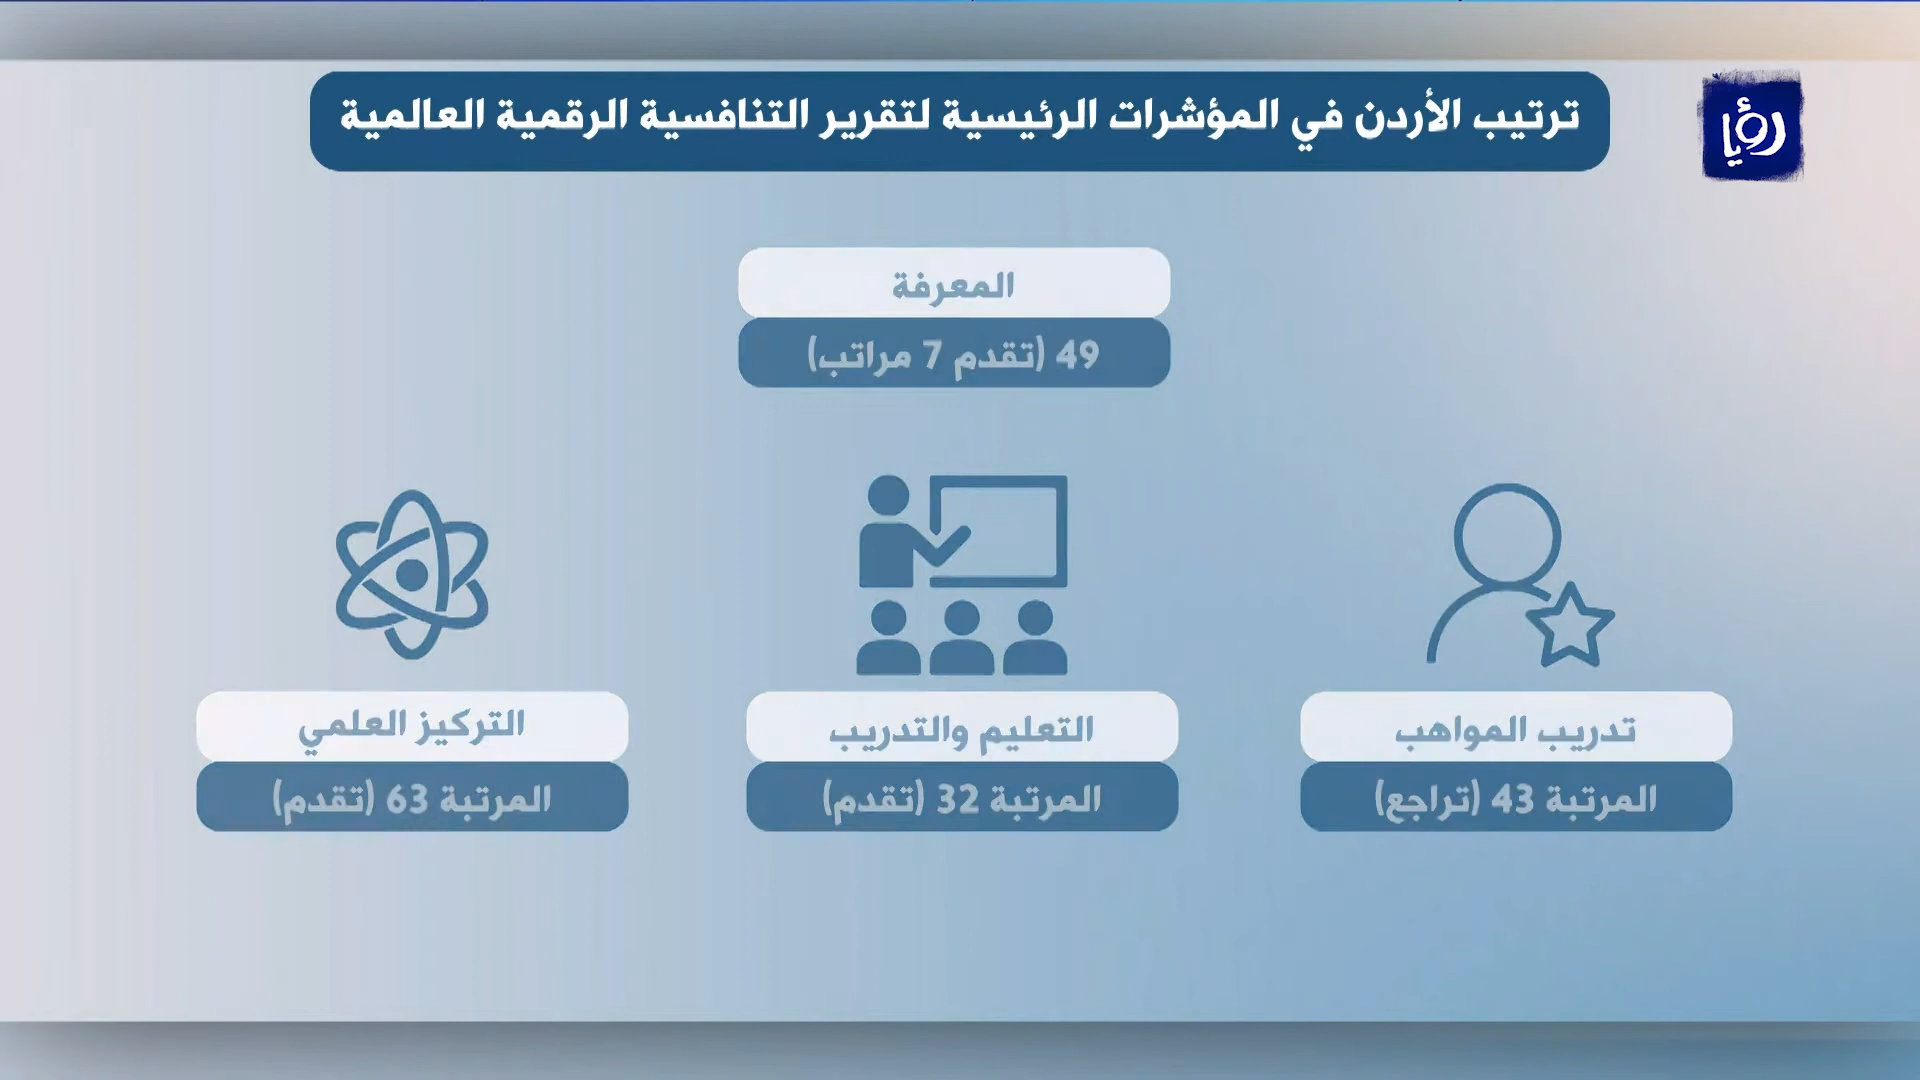 ترتيب الأردن في المؤشرات الرئيسية لتقرير التنافسية الرقمية العالمية
رؤيا
المعرفة
49 (تقدم 7 مراتب)
تدريب المواهب
المرتبة 43 (تراجع)
التعليم والتدريب
المرتبة 32 (تقدم)
التركيز العلمي
المرتبة 63 (تقدم)